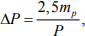 ΔP = 2,5m_p / P,